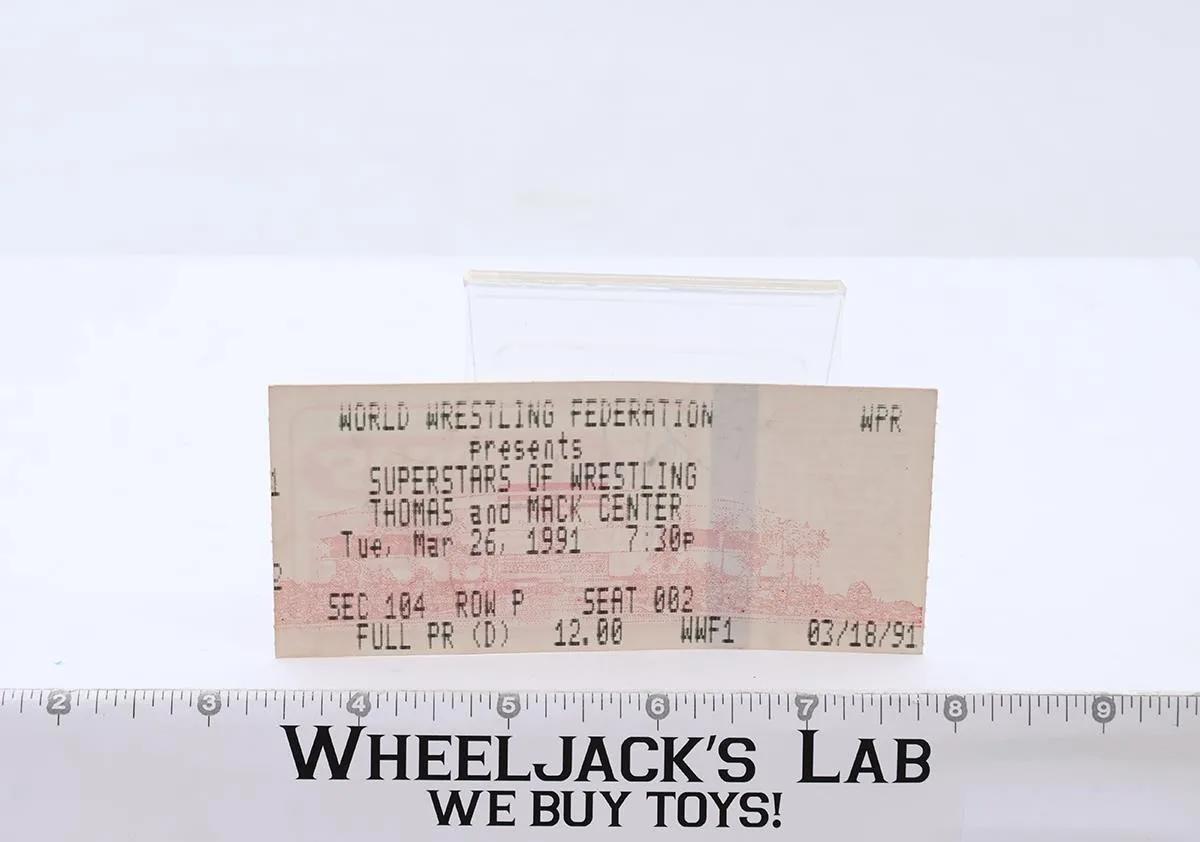 WORLD WRESTLING FEDERATION WPR
presents
SUPERSTARS OF WRESTLING
1
THOMAS and MACK CENTER
Tue, Mar 26, 1991 7:30p
2
SEC 104 ROW P SEAT 002
FULL PR (D) 12.00 WWF1 03/18/91
2 3 4 5 6 7 8 9
WHEELJACK'S LAB
WE BUY TOYS!